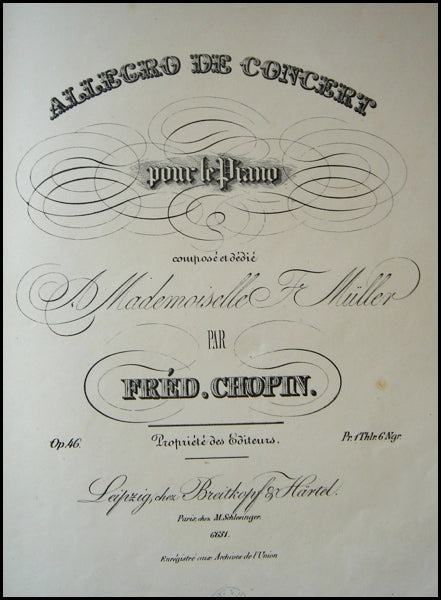 ALLEGRO DE CONCERT
pour le Piano
composé et dédié
A Mademoiselle F. Müller
PAR
FRÉD. CHOPIN.
Op. 46.
Propriété des Editeurs.
Pr. 1 Thlr. 6 Ngr.
Leipzig, chez Breitkopf & Härtel.
Paris, chez M. Schlesinger.
6651.
Enregistré aux Archives de l'Union